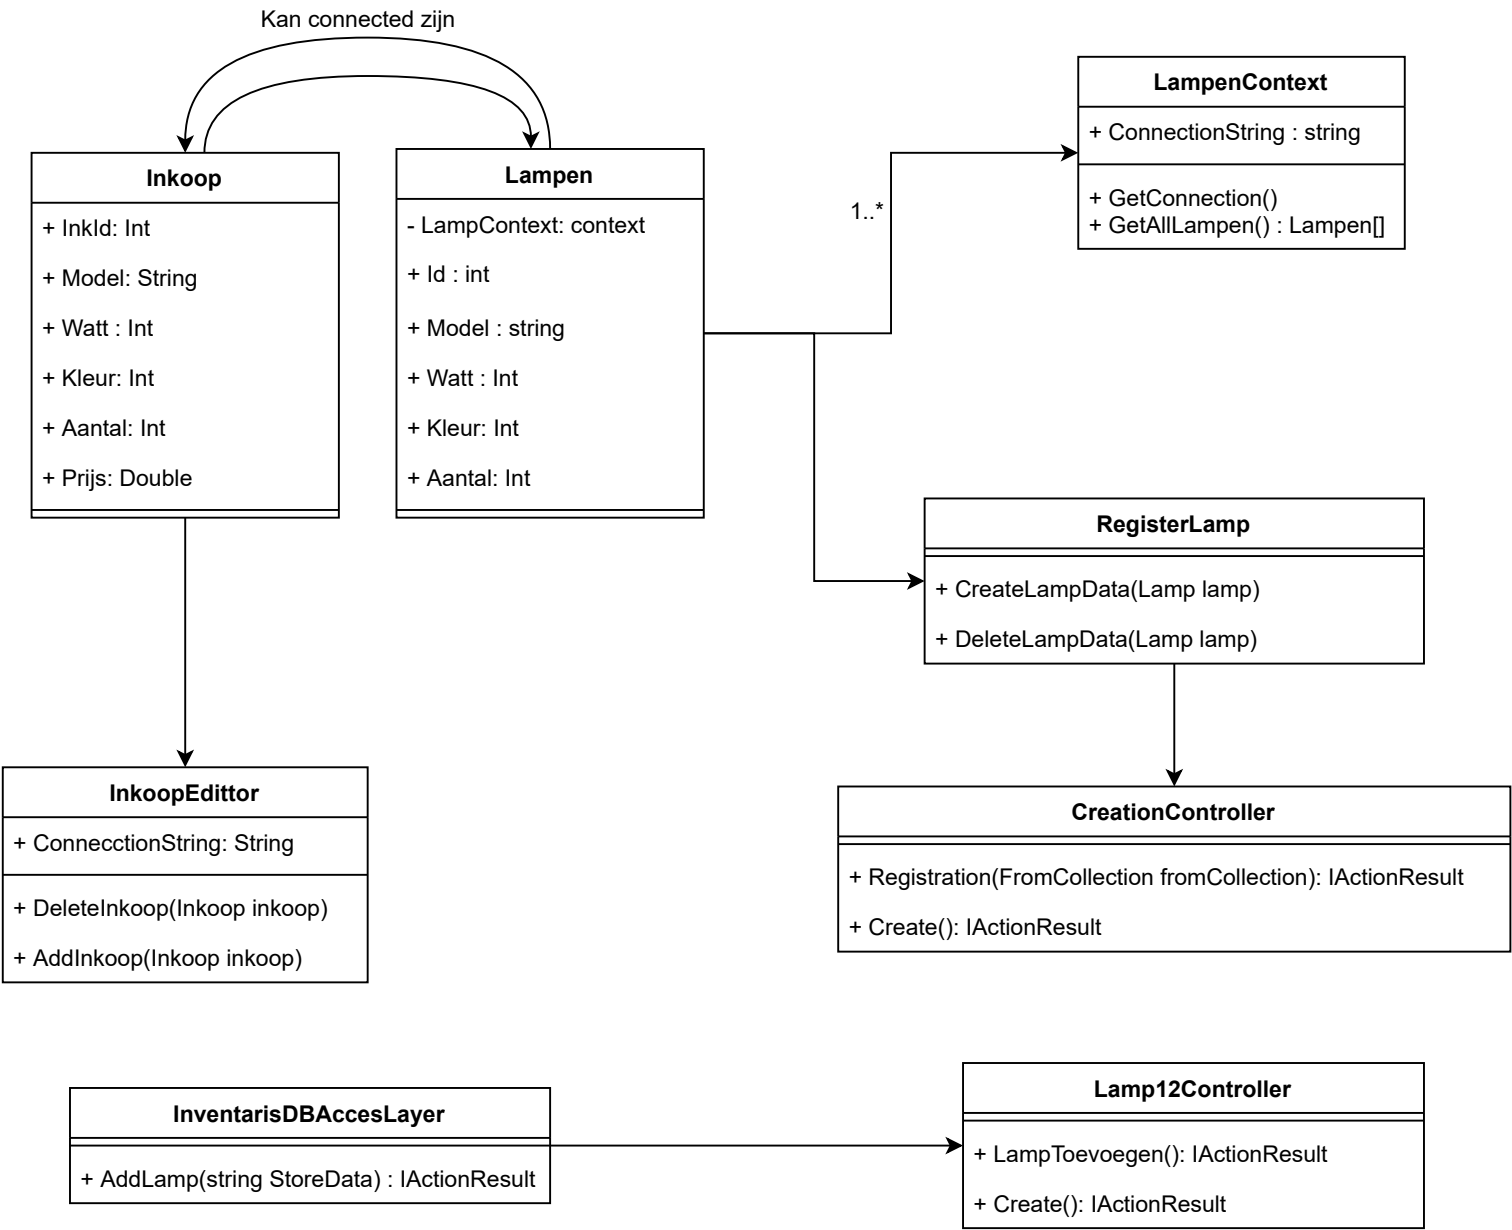 Kan connected zijn
Inkoop
+ InkId: Int
+ Model: String
+ Watt : Int
+ Kleur: Int
+ Aantal: Int
+ Prijs: Double
Lampen
- LampContext: context
+ Id : int
+ Model : string
+ Watt : Int
+ Kleur: Int
+ Aantal: Int
1..*
LampenContext
+ ConnectionString : string
+ GetConnection()
+ GetAllLampen() : Lampen[]
RegisterLamp
+ CreateLampData(Lamp lamp)
+ DeleteLampData(Lamp lamp)
InkoopEdittor
+ ConnecctionString: String
+ DeleteInkoop(Inkoop inkoop)
+ AddInkoop(Inkoop inkoop)
CreationController
+ Registration(FromCollection fromCollection): IActionResult
+ Create(): IActionResult
InventarisDBAccesLayer
+ AddLamp(string StoreData) : IActionResult
Lamp12Controller
+ LampToevoegen(): IActionResult
+ Create(): IActionResult